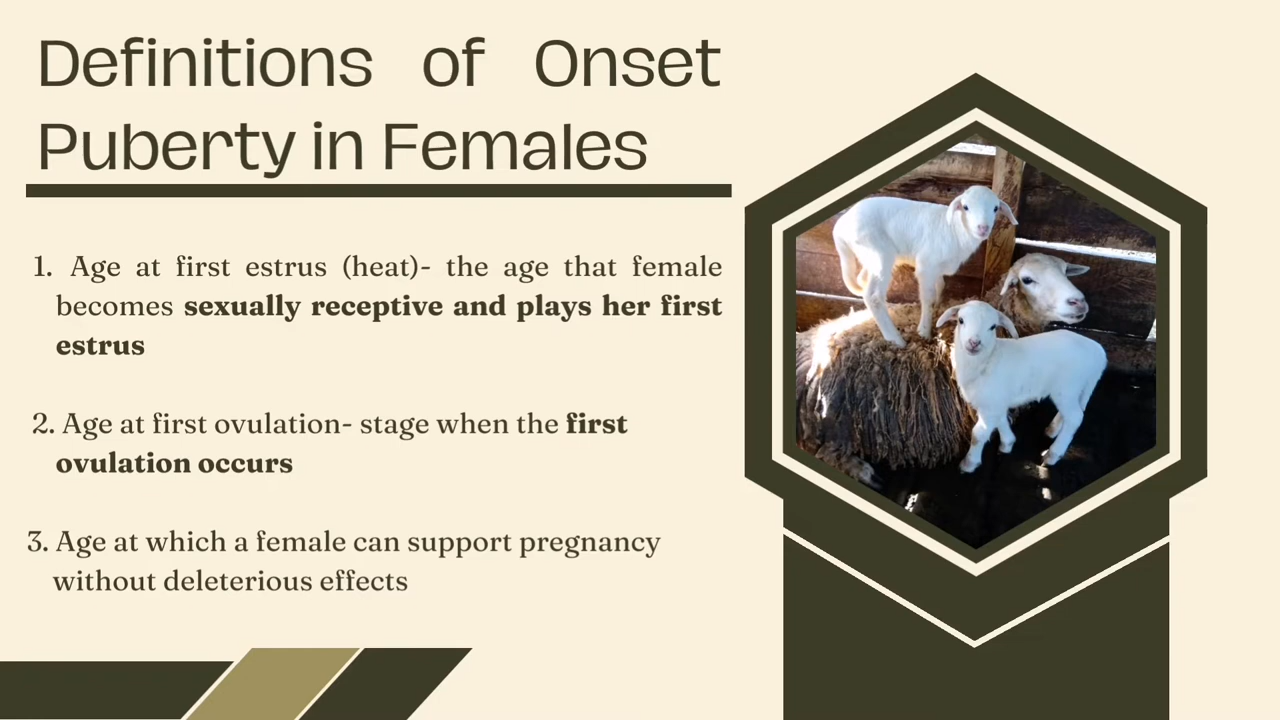 Definitions of Onset
Puberty in Females
1. Age at first estrus (heat)- the age that female
becomes sexually receptive and plays her first
estrus
2. Age at first ovulation- stage when the first
ovulation occurs
3. Age at which a female can support pregnancy
without deleterious effects